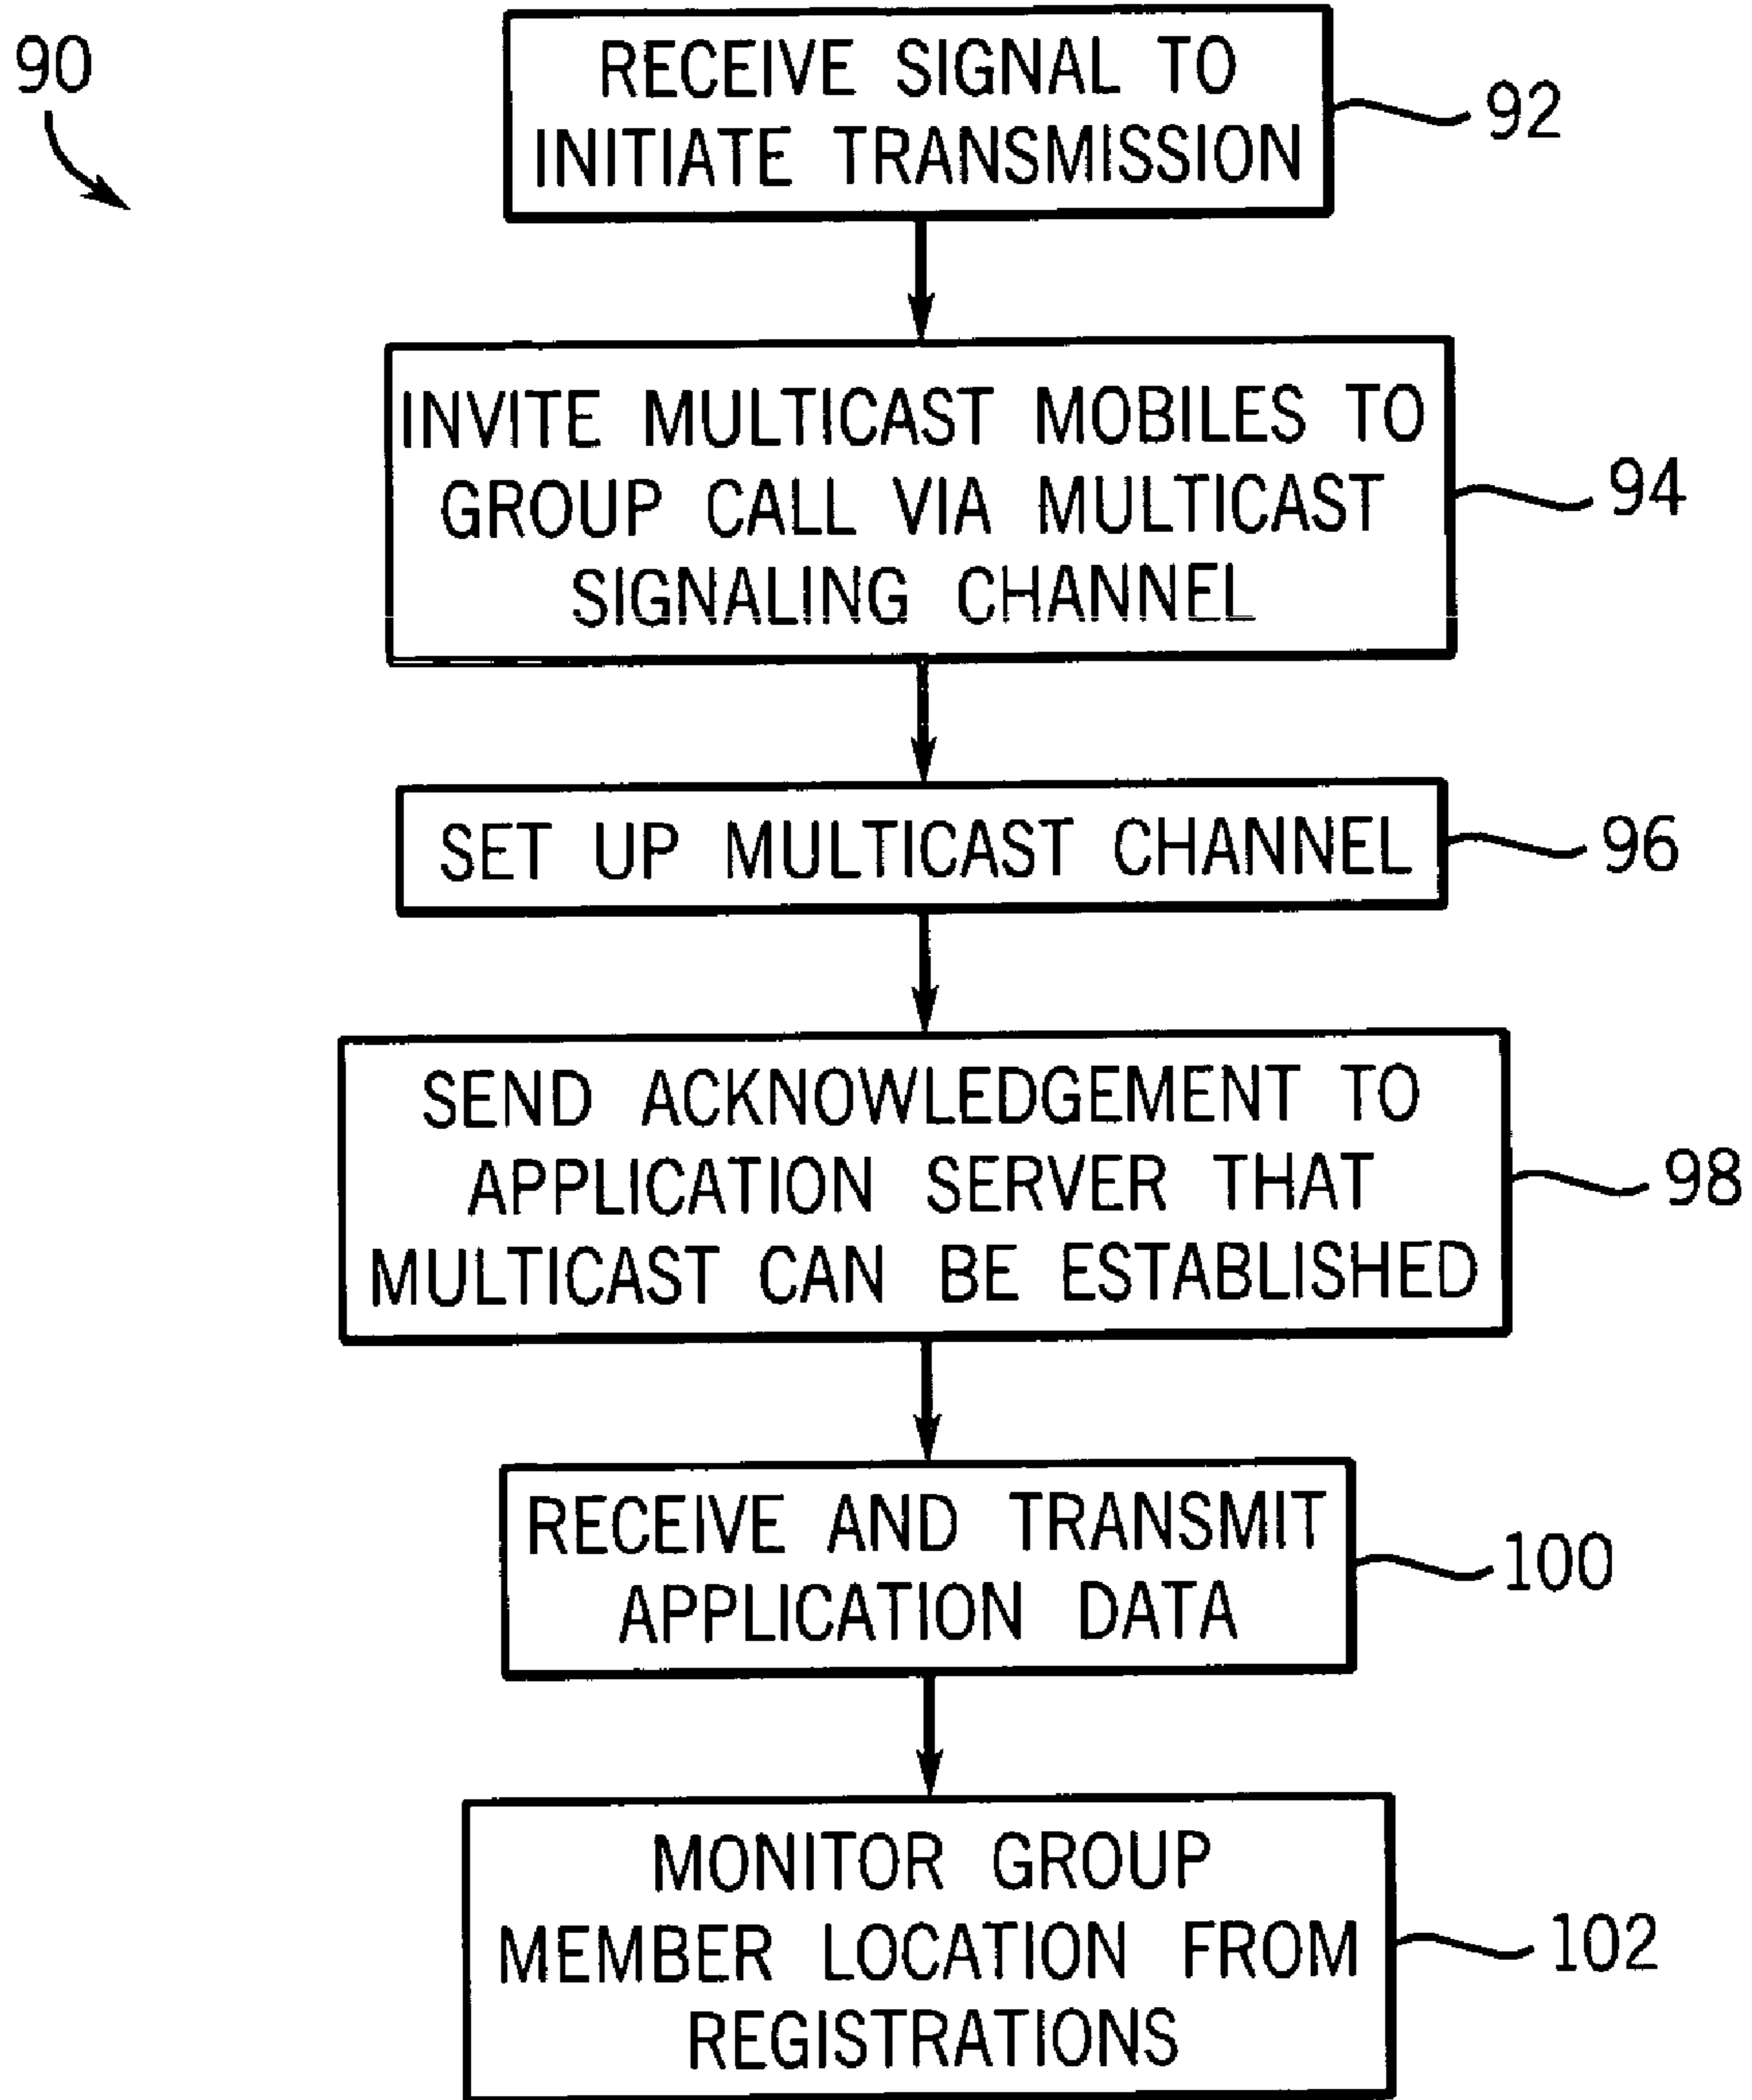 90
RECEIVE SIGNAL TO
INITIATE TRANSMISSION
92
INVITE MULTICAST MOBILES TO
GROUP CALL VIA MULTICAST
SIGNALING CHANNEL
94
SET UP MULTICAST CHANNEL
96
SEND ACKNOWLEDGEMENT TO
APPLICATION SERVER THAT
MULTICAST CAN BE ESTABLISHED
98
RECEIVE AND TRANSMIT
APPLICATION DATA
100
MONITOR GROUP
MEMBER LOCATION FROM
REGISTRATIONS
102